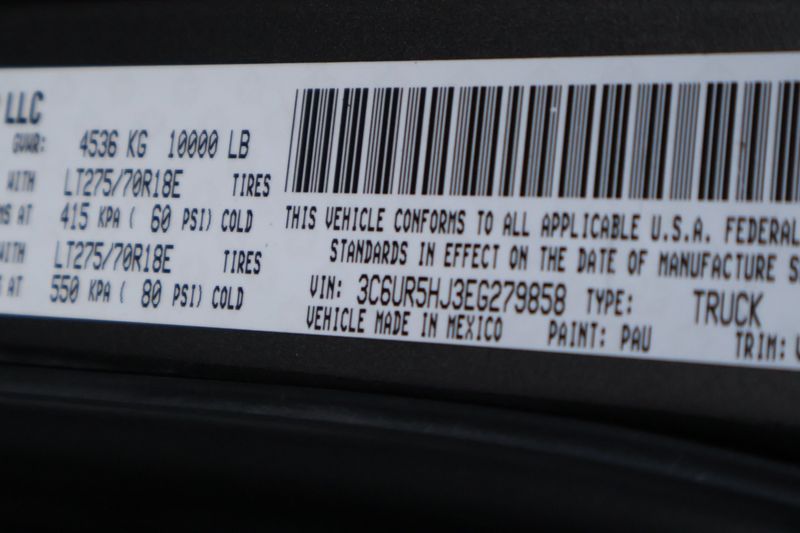 LLC
GVWR: 4536 KG 10000 LB
WITH LT275/70R18E TIRES
MS AT 415 KPA ( 60 PSI) COLD
WITH LT275/70R18E TIRES
AT 550 KPA ( 80 PSI) COLD
THIS VEHICLE CONFORMS TO ALL APPLICABLE U.S.A. FEDERAL
STANDARDS IN EFFECT ON THE DATE OF MANUFACTURE S
VIN: 3C6UR5HJ3EG279858 TYPE: TRUCK
VEHICLE MADE IN MEXICO PAINT: PAU TRIM: